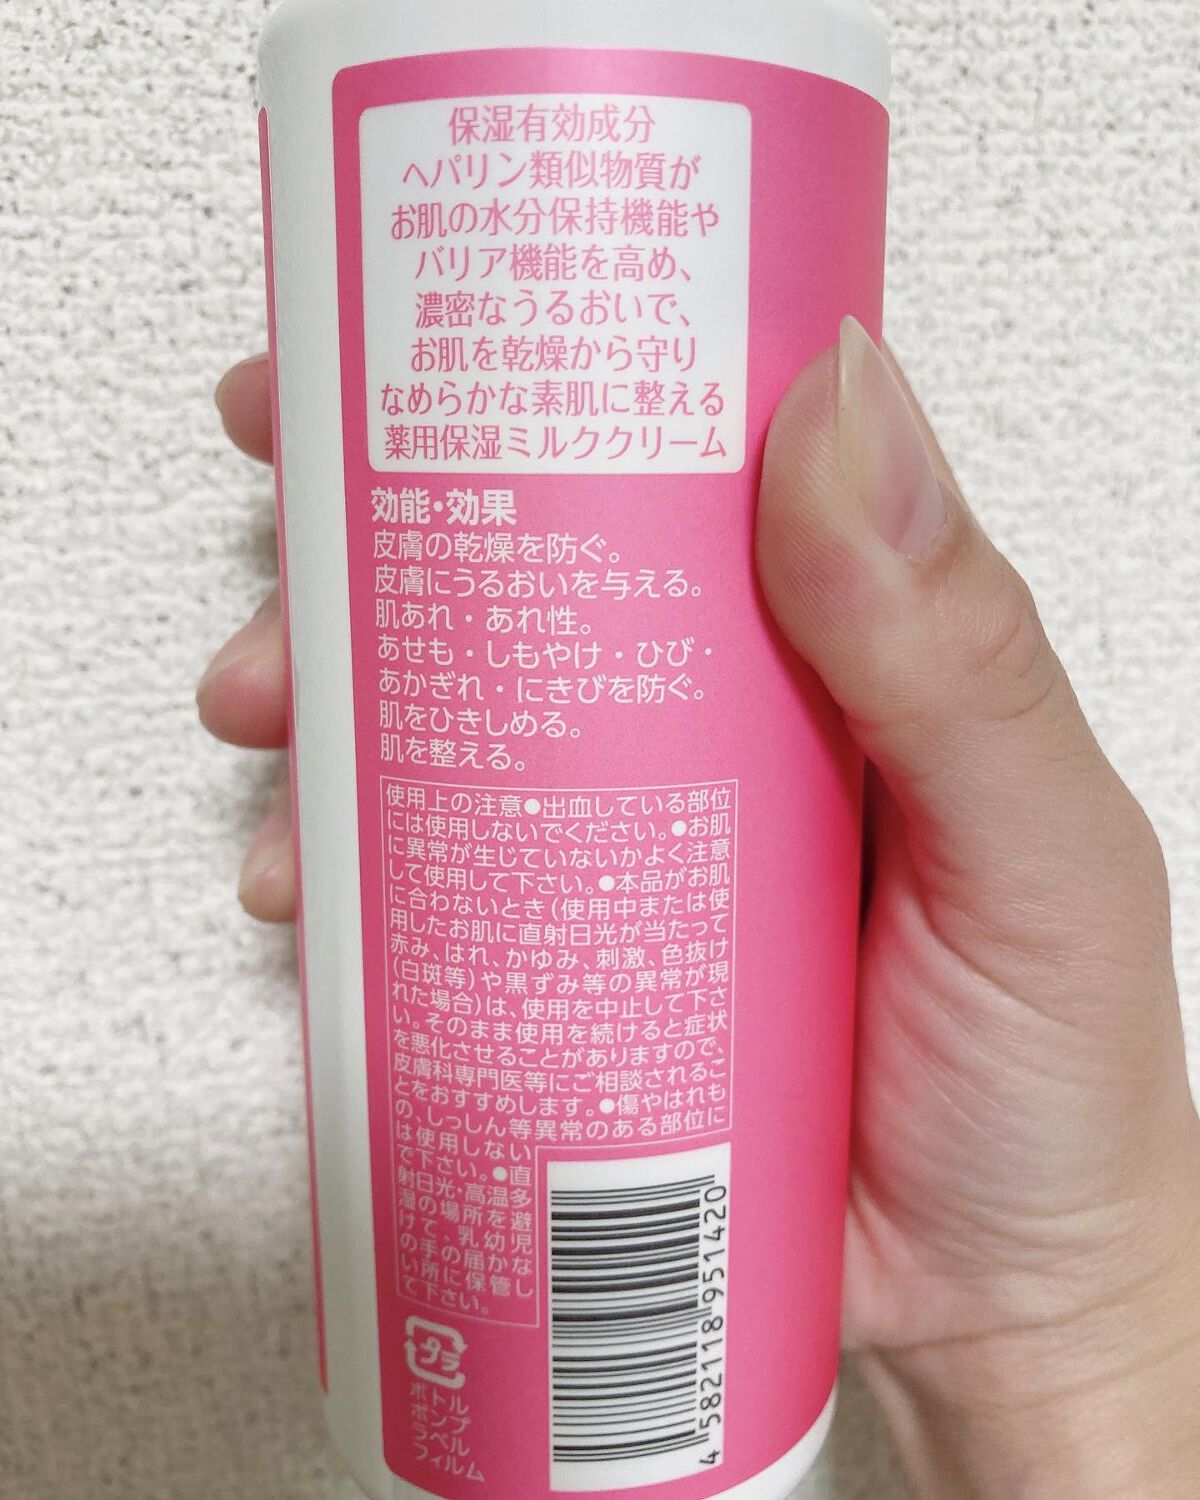 保湿有効成分
ヘパリン類似物質が
お肌の水分保持機能や
バリア機能を高め、
濃密なうるおいで、
お肌を乾燥から守り
なめらかな素肌に整える
薬用保湿ミルククリーム
効能・効果
皮膚の乾燥を防ぐ。
皮膚にうるおいを与える。
肌あれ・あれ性。
あせも・しもやけ・ひび・
あかぎれ・にきびを防ぐ。
肌をひきしめる。
肌を整える。
使用上の注意●出血している部位
には使用しないでください。●お肌
に異常が生じていないかよく注意
して使用して下さい。●本品がお肌
に合わないとき(使用中または使
用したお肌に直射日光が当たって
赤み、はれ、かゆみ、刺激、色抜け
(白斑等)や黒ずみ等の異常が現
れた場合)は、使用を中止して下さ
い。そのまま使用を続けると症状
を悪化させることがありますので、
皮膚科専門医等にご相談されるこ
とをおすすめします。●傷やはれも
の、しっしん等異常のある部位に
は使用しない
で下さい。●直
射日光・高温多
湿の場所を避
けて、乳幼児
の手の届かな
い所に保管し
て下さい。
プラ
ボトル
ポンプ
ラベル
フィルム
4582118951420